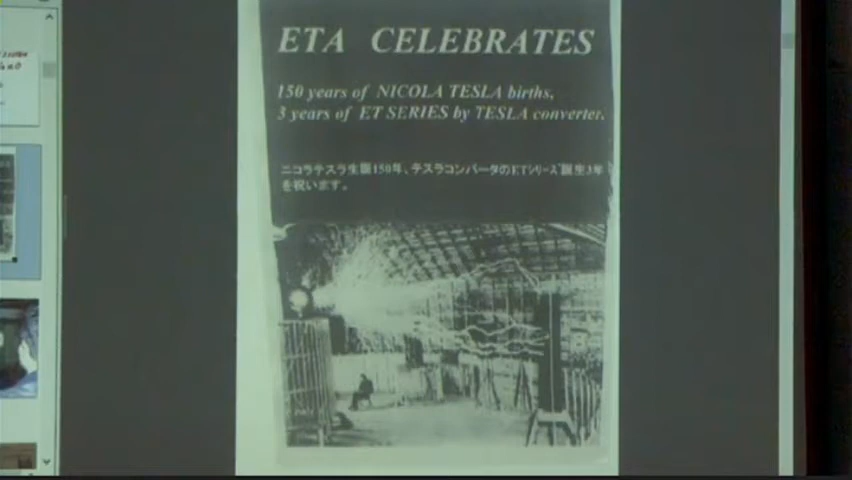 ETA CELEBRATES
150 years of NICOLA TESLA births,
3 years of ET SERIES by TESLA converter.
ニコラテスラ生誕150年、テスラコンバータのETシリーズ誕生3年
を祝います。